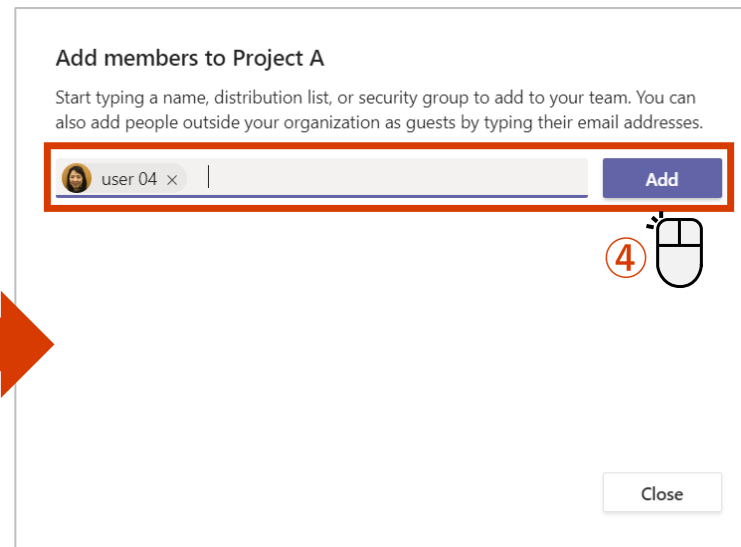 Add members to Project A
Start typing a name, distribution list, or security group to add to your team. You can
also add people outside your organization as guests by typing their email addresses.
user 04 ×
Add
④
Close